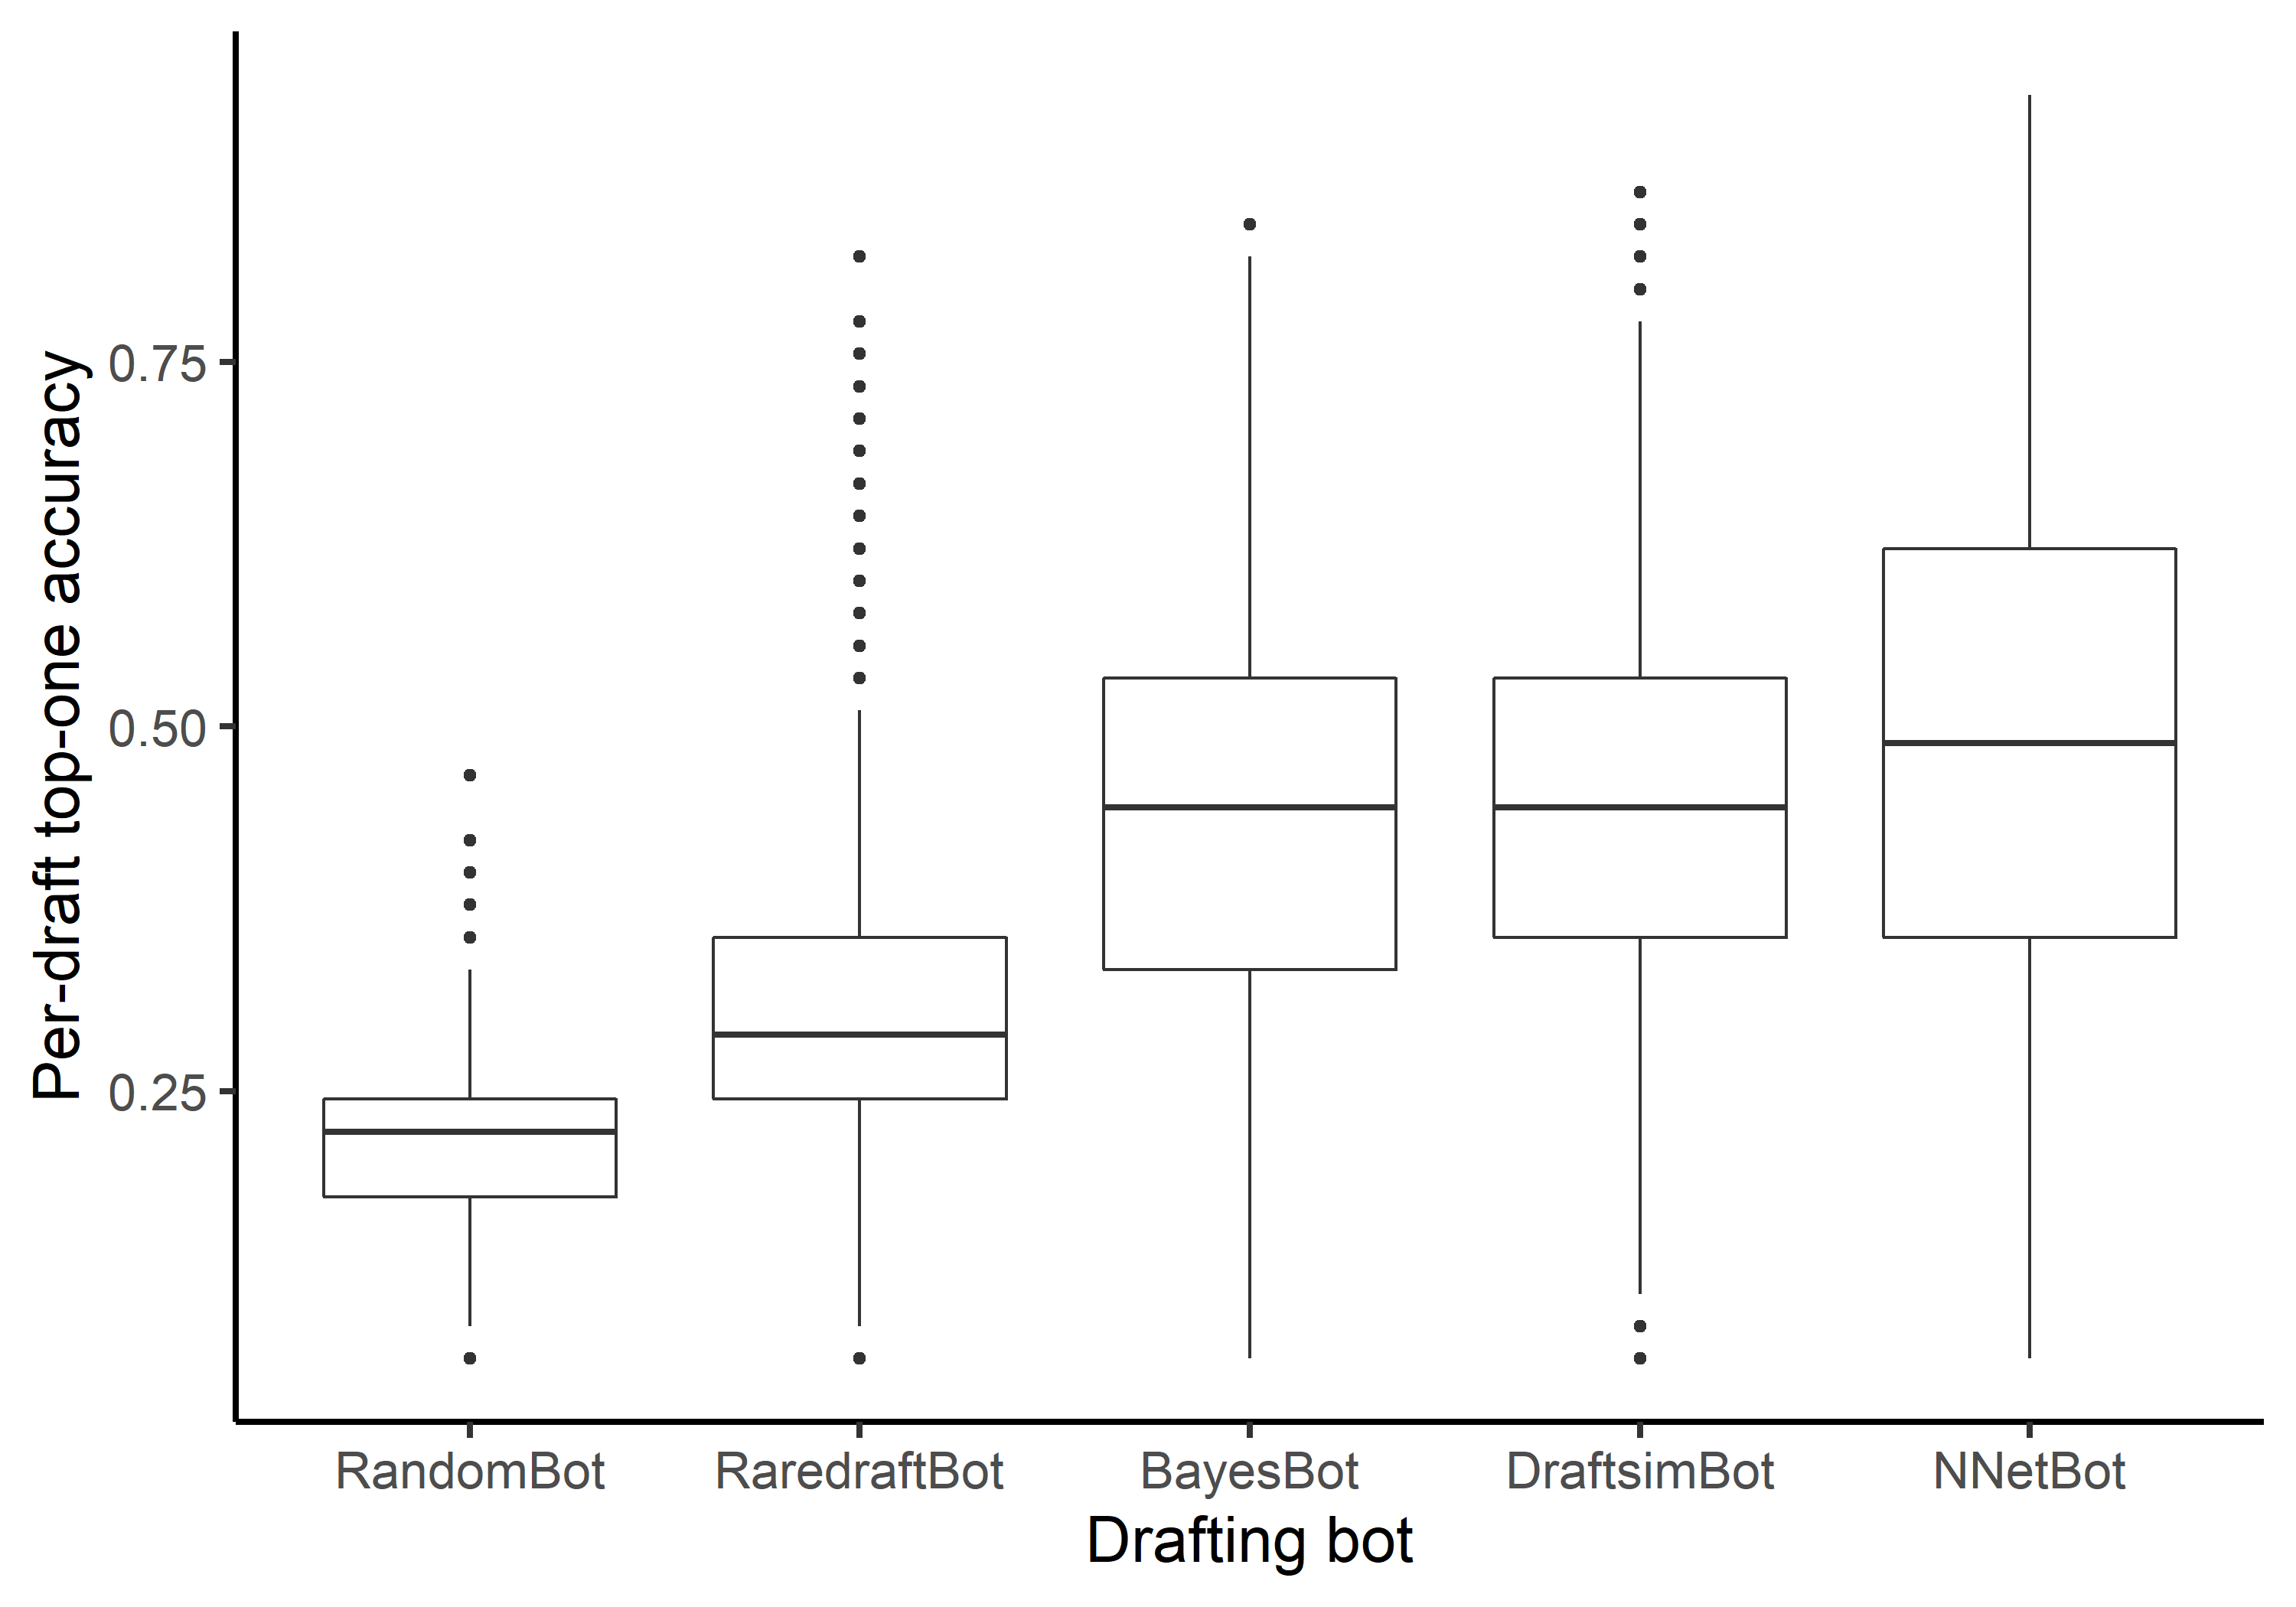 Per-draft top-one accuracy
0.75
0.50
0.25
RandomBot RaredraftBot BayesBot DraftsimBot NNetBot
Drafting bot